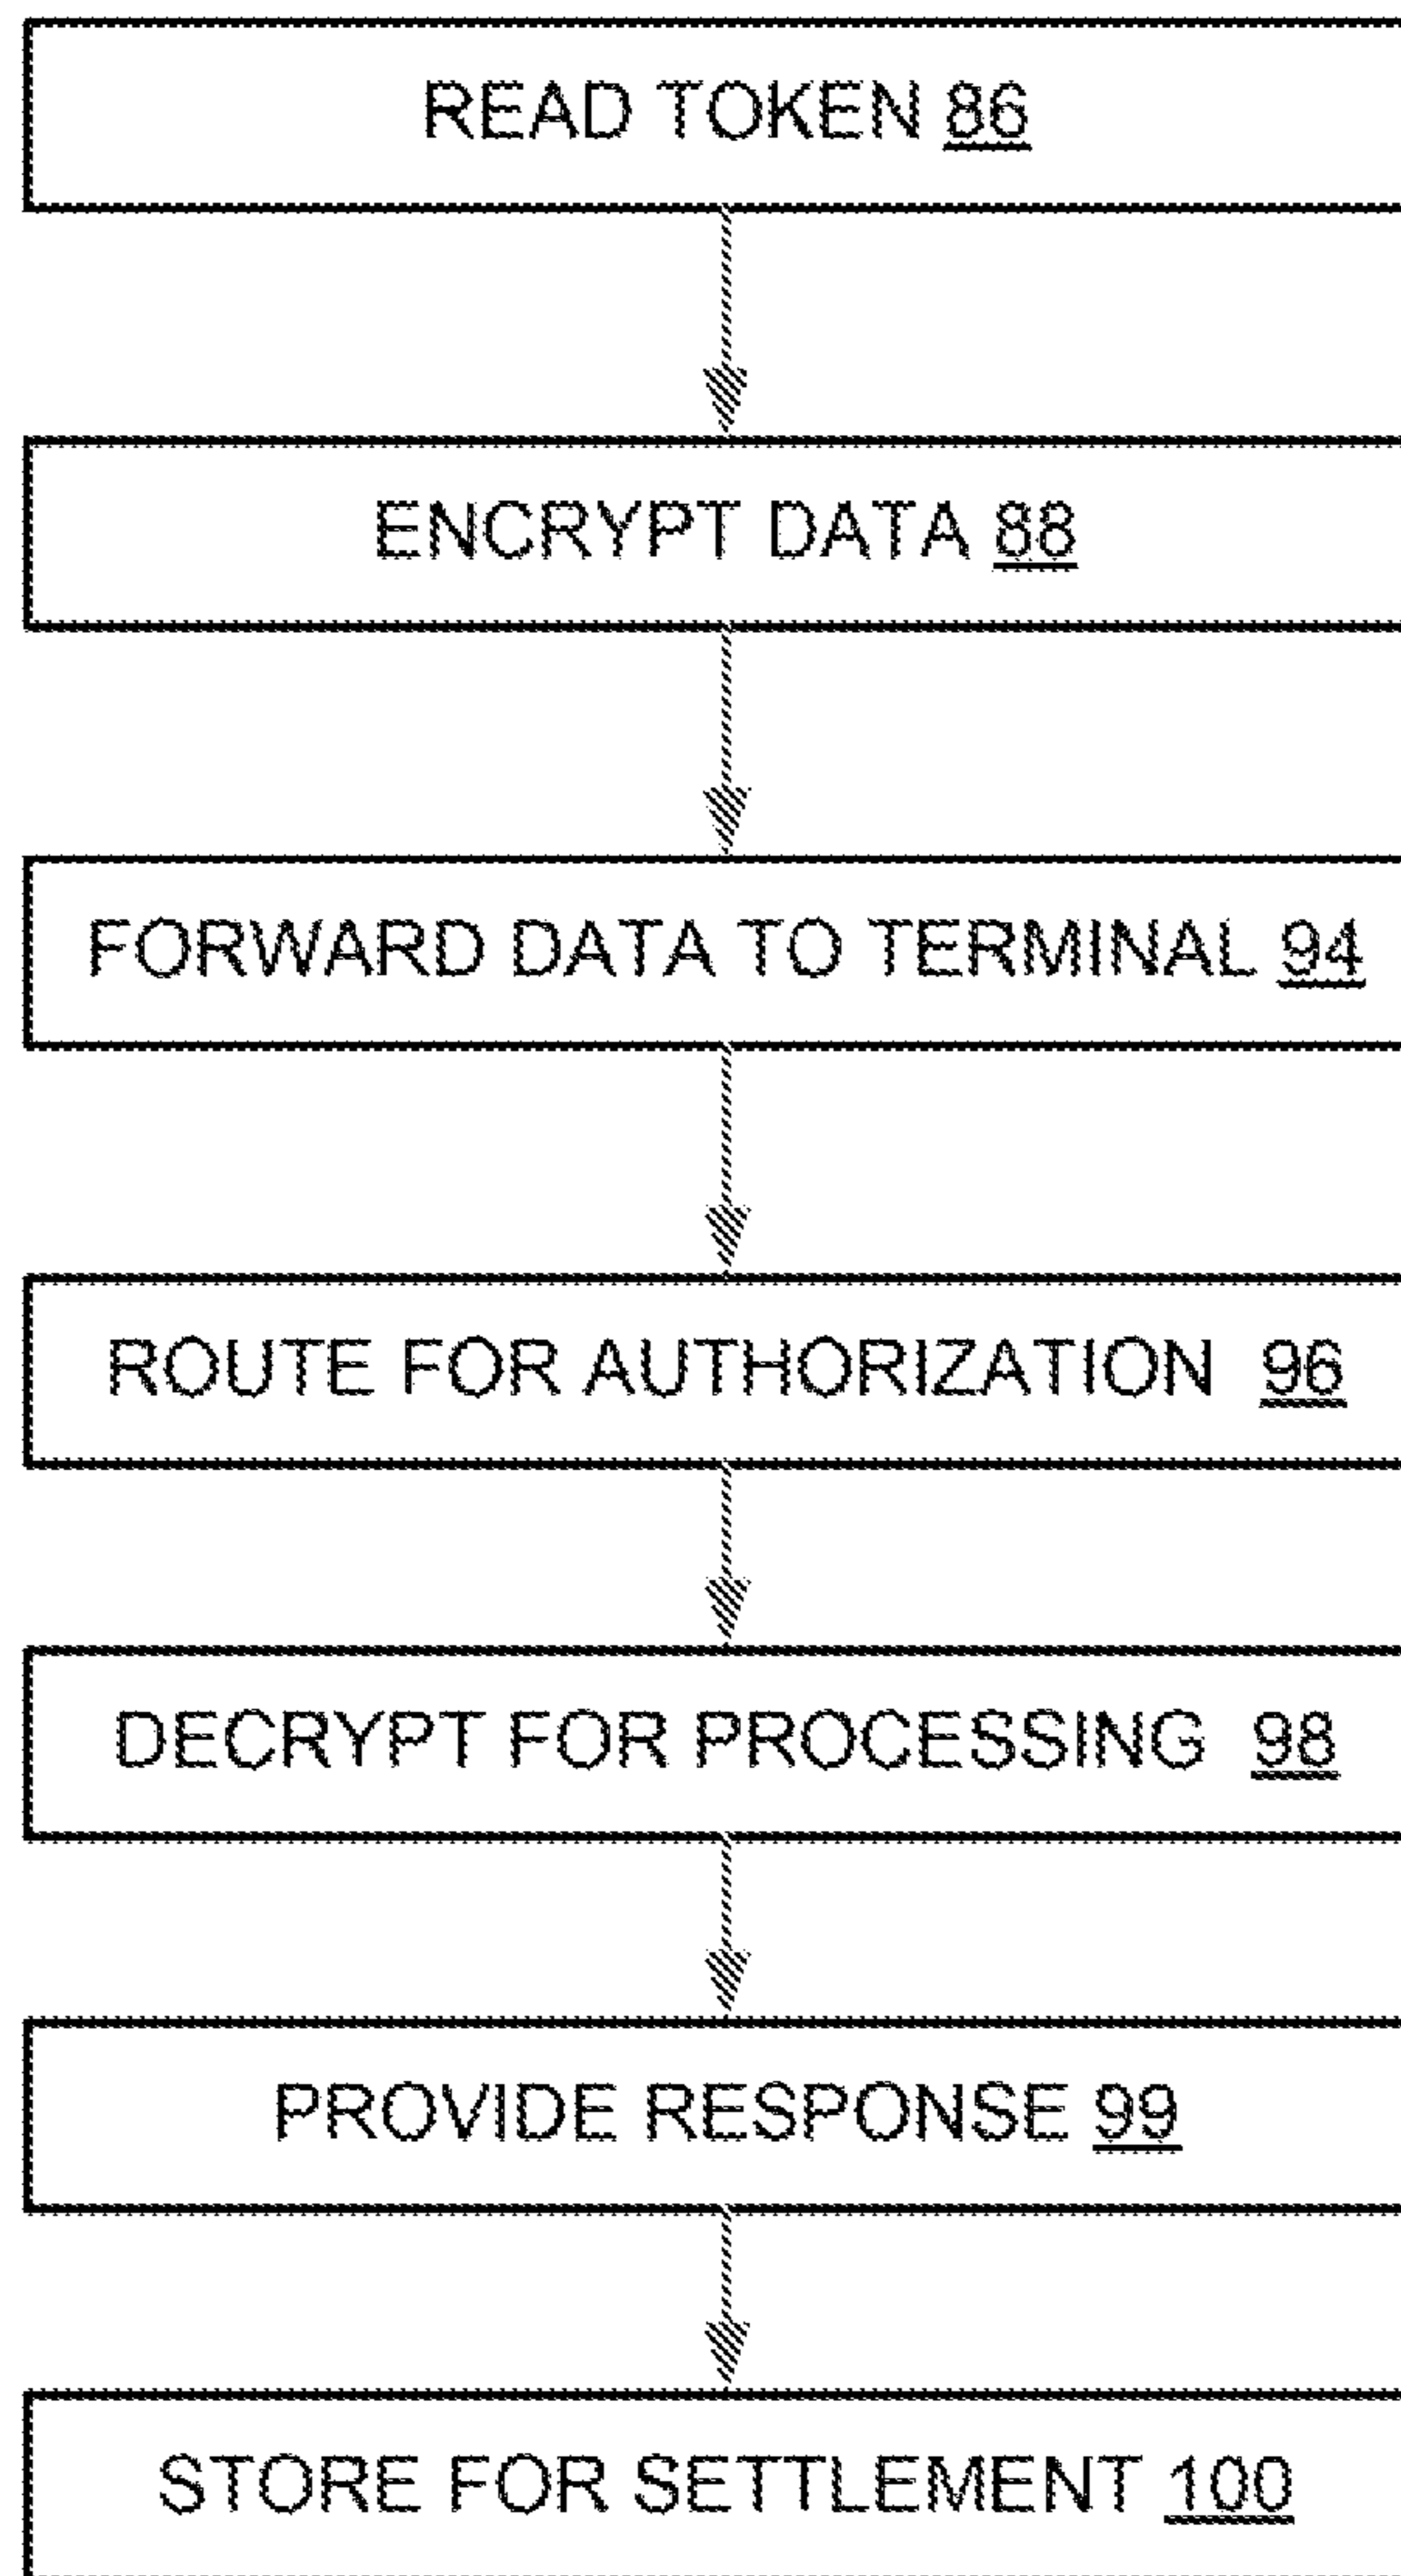 READ TOKEN 86
ENCRYPT DATA 88
FORWARD DATA TO TERMINAL 94
ROUTE FOR AUTHORIZATION 96
DECRYPT FOR PROCESSING 98
PROVIDE RESPONSE 99
STORE FOR SETTLEMENT 100